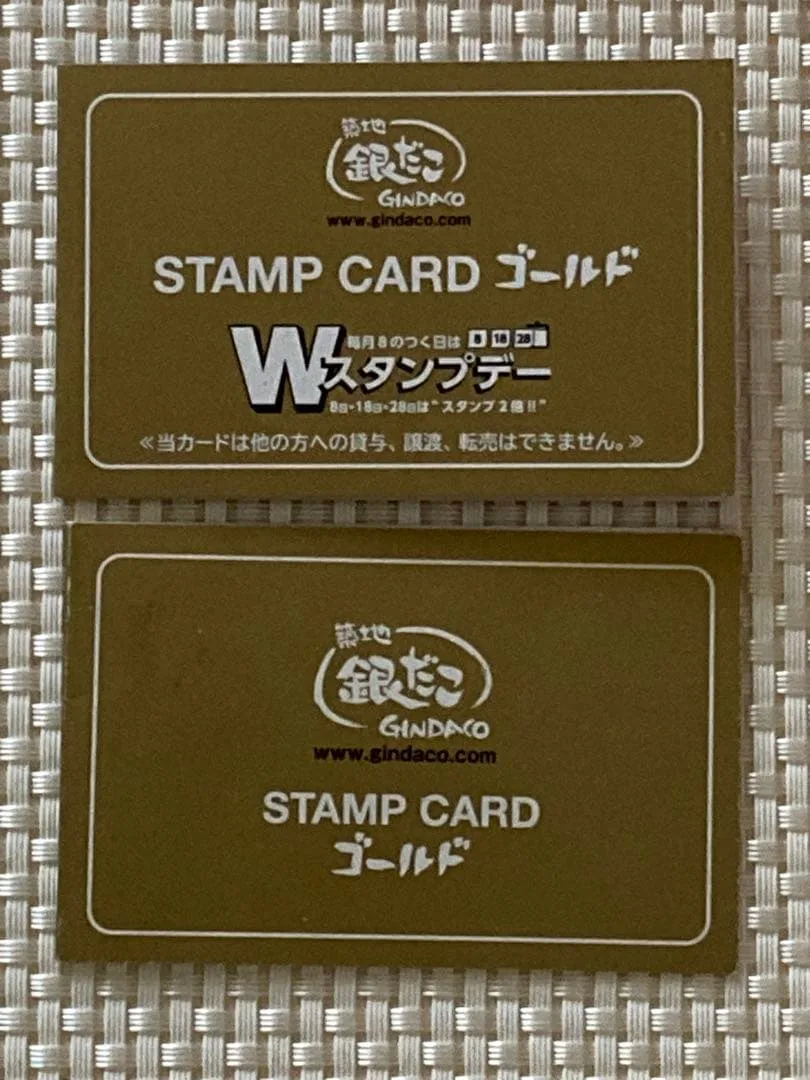 築地
銀だこ
GINDACO
www.gindaco.com
STAMP CARD ゴールド
毎月8のつく日は 8 18 28
Wスタンプデー
8日・18日・28日は"スタンプ2倍!!"
≪当カードは他の方への貸与、譲渡、転売はできません。≫
築地
銀だこ
GINDACO
www.gindaco.com
STAMP CARD
ゴールド